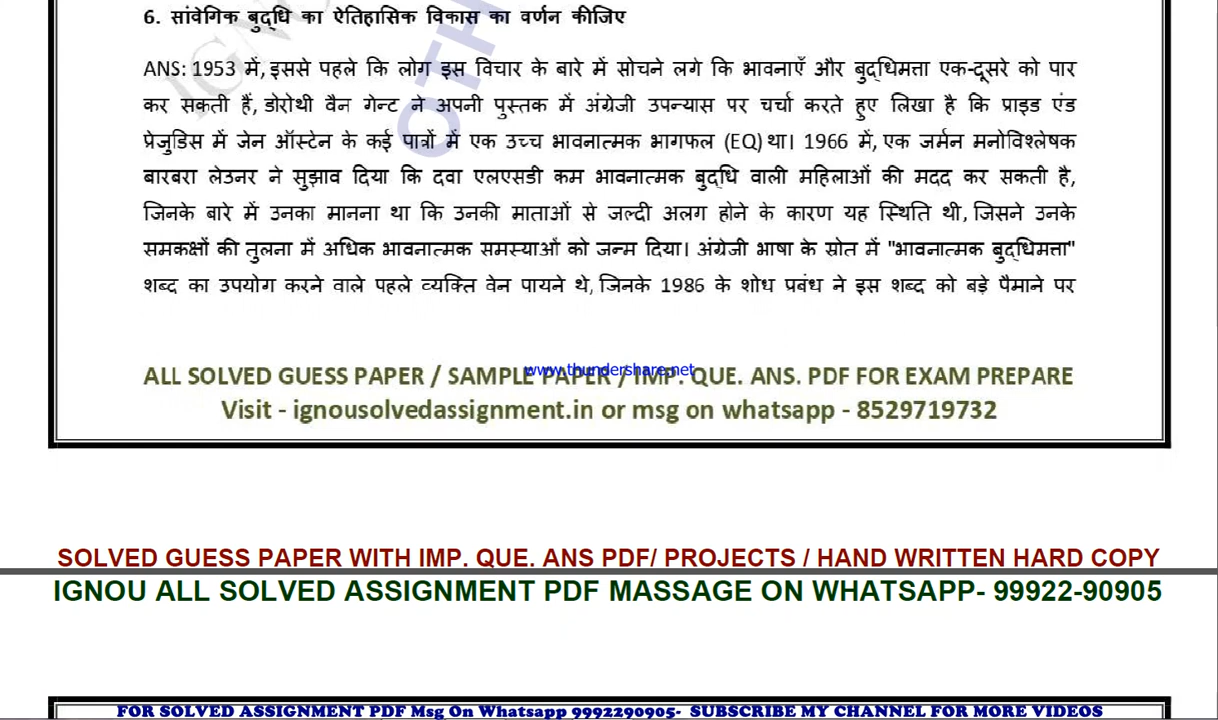 6. सांवेगिक बुद्धि का ऐतिहासिक विकास का वर्णन कीजिए
ANS: 1953 में, इससे पहले कि लोग इस विचार के बारे में सोचने लगे कि भावनाएँ और बुद्धिमत्ता एक-दूसरे को पार
कर सकती हैं, डोरोथी वैन गेन्ट ने अपनी पुस्तक में अंग्रेजी उपन्यास पर चर्चा करते हुए लिखा है कि प्राइड एंड
प्रेजुडिस में जेन ऑस्टेन के कई पात्रों में एक उच्च भावनात्मक भागफल (EQ) था। 1966 में, एक जर्मन मनोविश्लेषक
बारबरा लेउनर ने सुझाव दिया कि दवा एलएसडी कम भावनात्मक बुद्धि वाली महिलाओं की मदद कर सकती है,
जिनके बारे में उनका मानना था कि उनकी माताओं से जल्दी अलग होने के कारण यह स्थिति थी, जिसने उनके
समकक्षों की तुलना में अधिक भावनात्मक समस्याओं को जन्म दिया। अंग्रेजी भाषा के स्रोत में "भावनात्मक बुद्धिमत्ता"
शब्द का उपयोग करने वाले पहले व्यक्ति वेन पायने थे, जिनके 1986 के शोध प्रबंध ने इस शब्द को बड़े पैमाने पर
www.thundershare.net
ALL SOLVED GUESS PAPER / SAMPLE PAPER / IMP. QUE. ANS. PDF FOR EXAM PREPARE
Visit - ignousolvedassignment.in or msg on whatsapp - 8529719732
SOLVED GUESS PAPER WITH IMP. QUE. ANS PDF/ PROJECTS / HAND WRITTEN HARD COPY
IGNOU ALL SOLVED ASSIGNMENT PDF MASSAGE ON WHATSAPP- 99922-90905
FOR SOLVED ASSIGNMENT PDF Msg On Whatsapp 9992290905- SUBSCRIBE MY CHANNEL FOR MORE VIDEOS